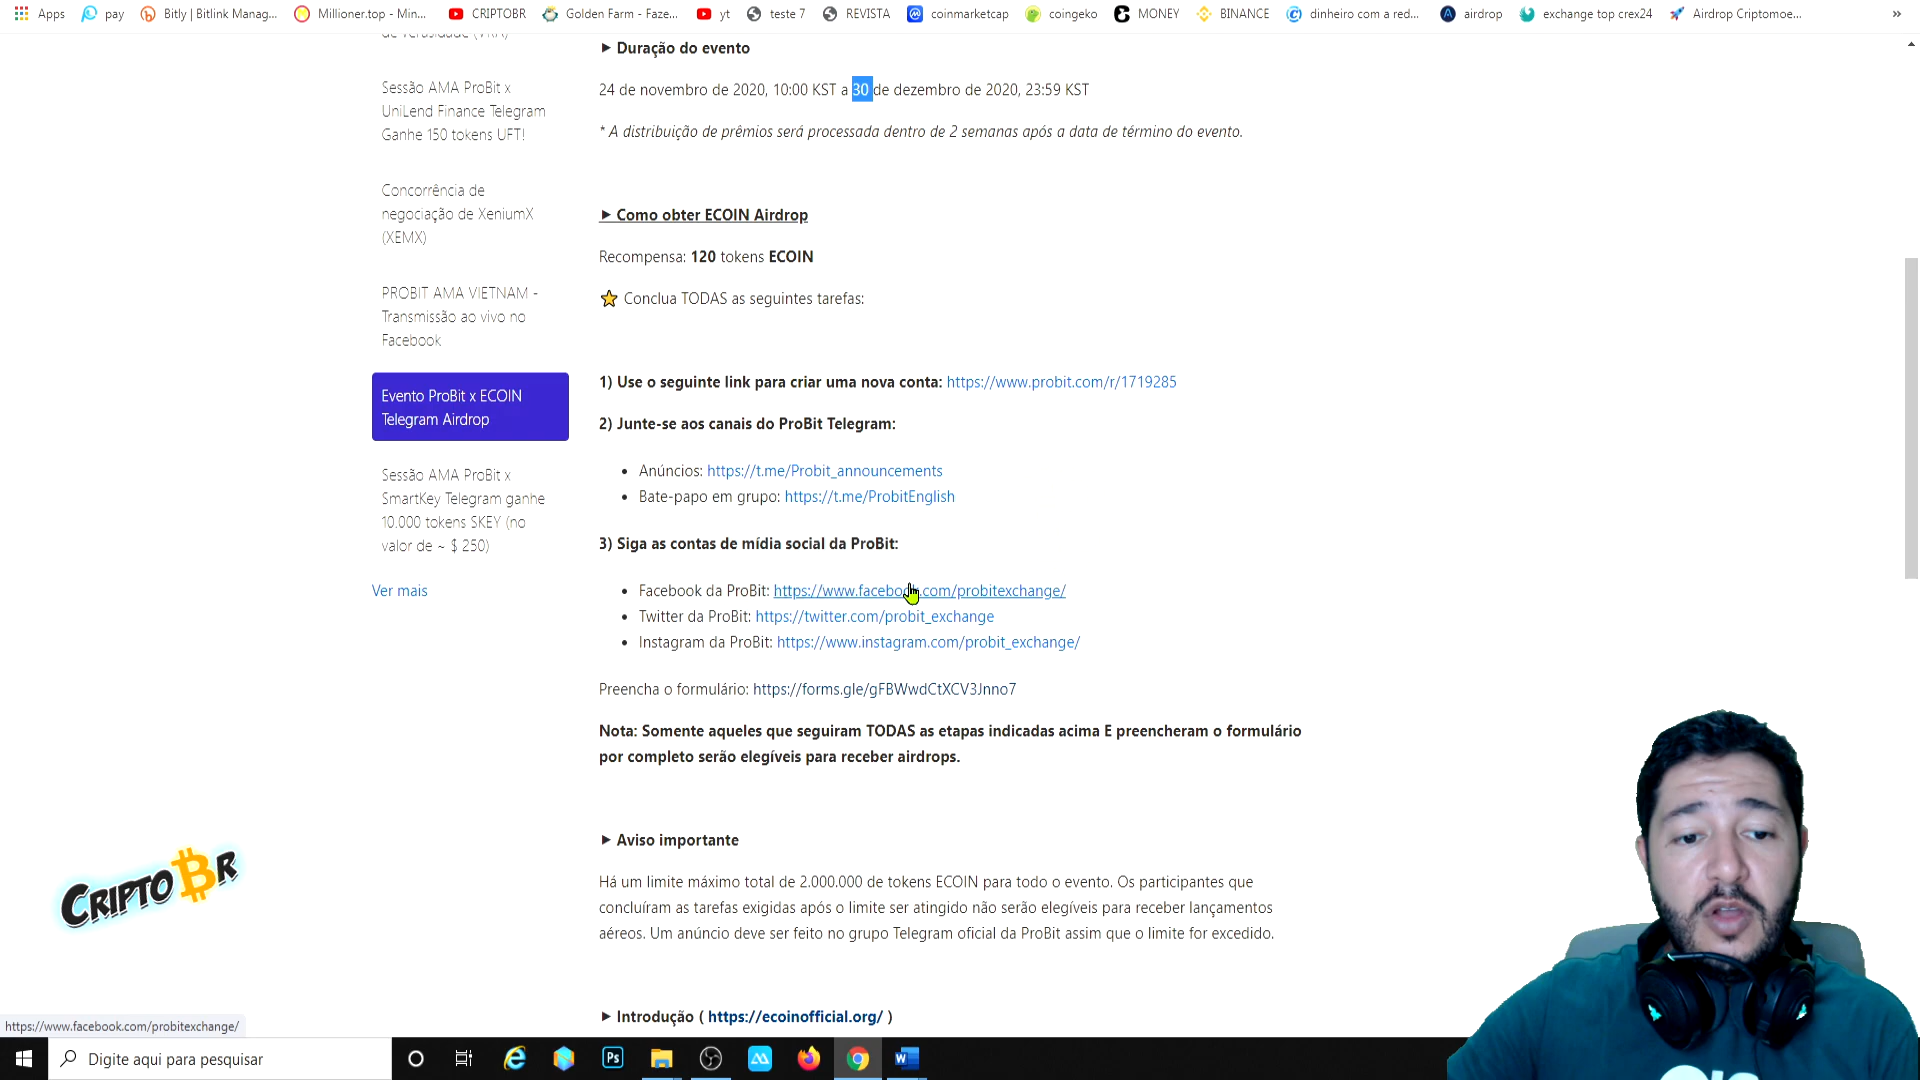 Apps pay Bitly | Bitlink Manag... Millioner.top - Min... CRIPTOBR Golden Farm - Faze... yt teste 7 REVISTA coinmarketcap coingeko MONEY BINANCE dinheiro com a red... airdrop exchange top crex24 Airdrop Criptomoe... »
de Verasidade (VRA)
Sessão AMA ProBit x
UniLend Finance Telegram
Ganhe 150 tokens UFT!
Concorrência de
negociação de XeniumX
(XEMX)
PROBIT AMA VIETNAM -
Transmissão ao vivo no
Facebook
Evento ProBit x ECOIN
Telegram Airdrop
Sessão AMA ProBit x
SmartKey Telegram ganhe
10.000 tokens SKEY (no
valor de ~ $ 250)
Ver mais
► Duração do evento
24 de novembro de 2020, 10:00 KST a 30 de dezembro de 2020, 23:59 KST
* A distribuição de prêmios será processada dentro de 2 semanas após a data de término do evento.
► Como obter ECOIN Airdrop
Recompensa: 120 tokens ECOIN
⭐ Conclua TODAS as seguintes tarefas:
1) Use o seguinte link para criar uma nova conta: https://www.probit.com/r/1719285
2) Junte-se aos canais do ProBit Telegram:
• Anúncios: https://t.me/Probit_announcements
• Bate-papo em grupo: https://t.me/ProbitEnglish
3) Siga as contas de mídia social da ProBit:
• Facebook da ProBit: https://www.facebook.com/probitexchange/
• Twitter da ProBit: https://twitter.com/probit_exchange
• Instagram da ProBit: https://www.instagram.com/probit_exchange/
Preencha o formulário: https://forms.gle/gFBWwdCtXCV3Jnno7
Nota: Somente aqueles que seguiram TODAS as etapas indicadas acima E preencheram o formulário
por completo serão elegíveis para receber airdrops.
► Aviso importante
Há um limite máximo total de 2.000.000 de tokens ECOIN para todo o evento. Os participantes que
concluíram as tarefas exigidas após o limite ser atingido não serão elegíveis para receber lançamentos
aéreos. Um anúncio deve ser feito no grupo Telegram oficial da ProBit assim que o limite for excedido.
► Introdução ( https://ecoinofficial.org/ )
CRIPTOBR
https://www.facebook.com/probitexchange/
Digite aqui para pesquisar
Ps